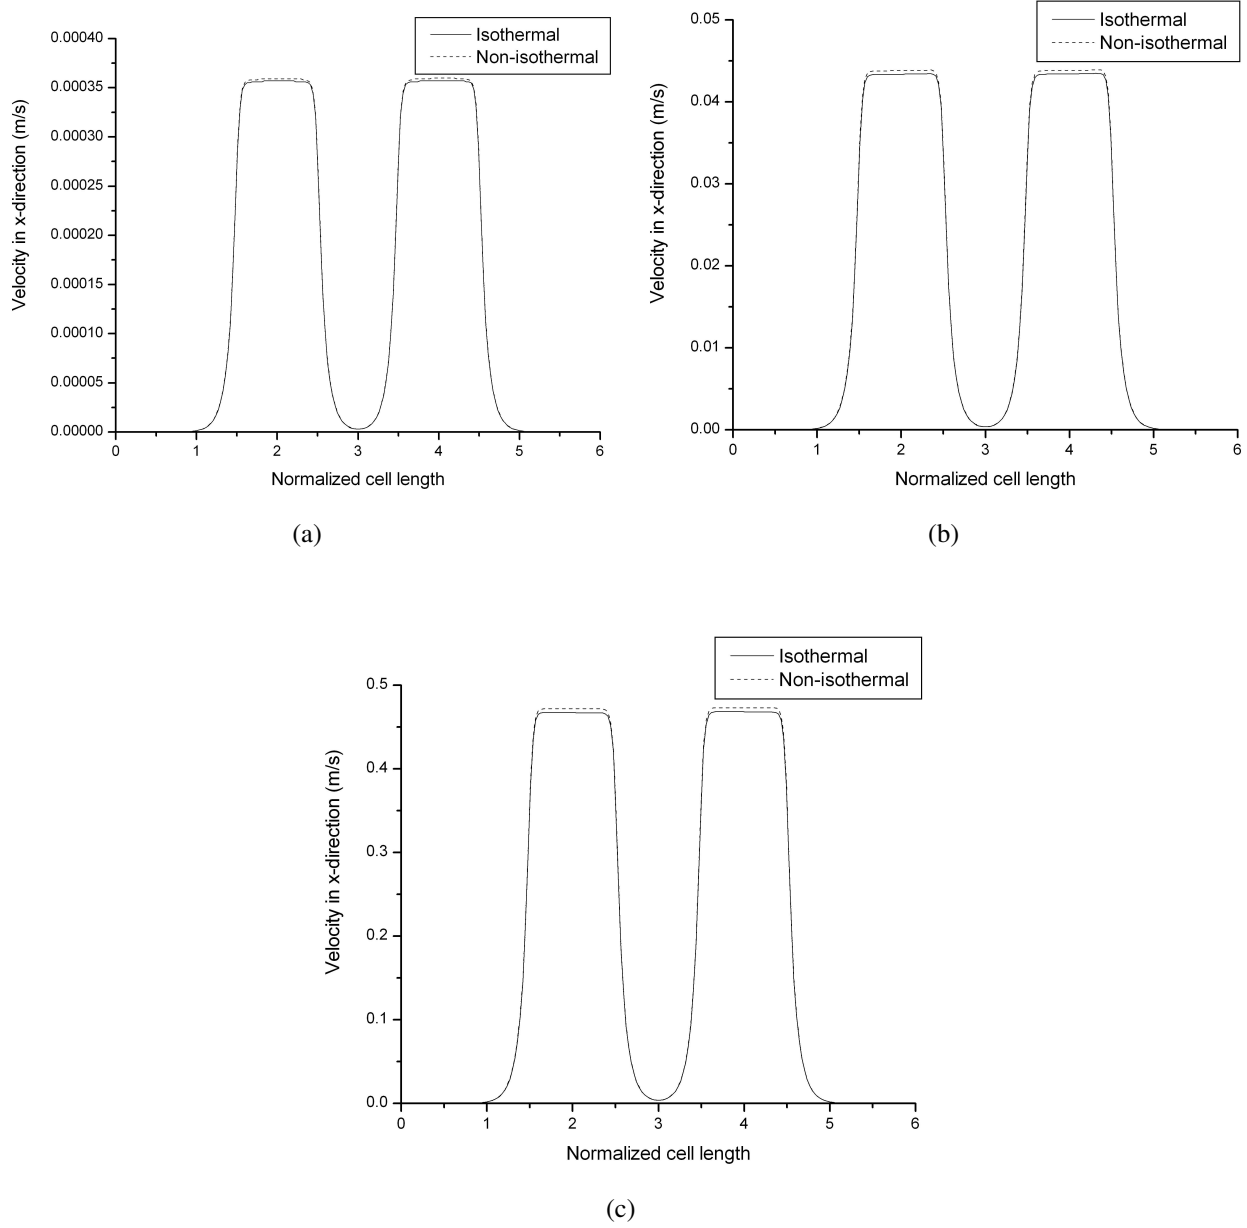 Isothermal
Non-isothermal
0.00040
0.00035
0.00030
0.00025
0.00020
0.00015
0.00010
0.00005
0.00000
Velocity in x-direction (m/s)
0 1 2 3 4 5 6
Normalized cell length
(a)
Isothermal
Non-isothermal
0.05
0.04
0.03
0.02
0.01
0.00
Velocity in x-direction (m/s)
0 1 2 3 4 5 6
Normalized cell length
(b)
Isothermal
Non-isothermal
0.5
0.4
0.3
0.2
0.1
0.0
Velocity in x-direction (m/s)
0 1 2 3 4 5 6
Normalized cell length
(c)